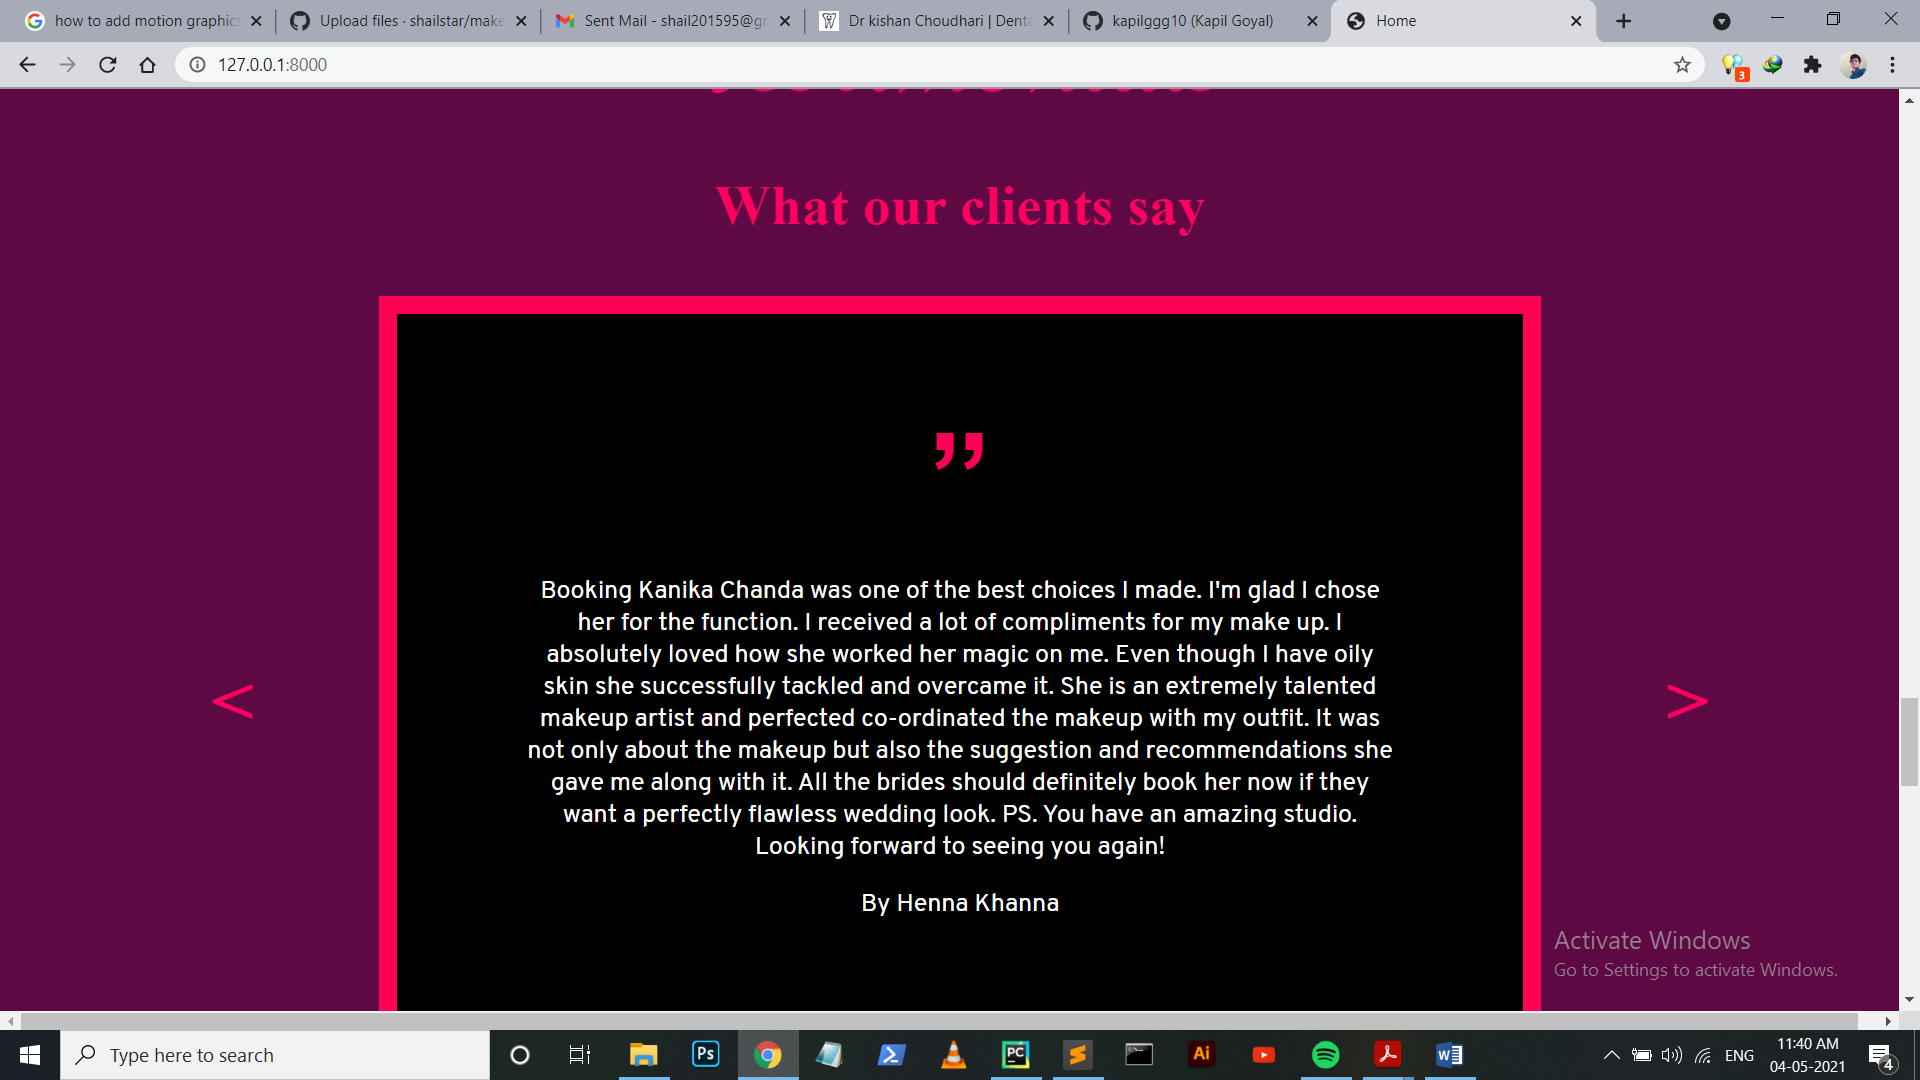 how to add motion graphics
Upload files · shailstar/make
Sent Mail - shail201595@g
Dr kishan Choudhari | Denta
kapilggg10 (Kapil Goyal)
Home
127.0.0.1:8000
3
What our clients say
”
Booking Kanika Chanda was one of the best choices I made. I'm glad I chose
her for the function. I received a lot of compliments for my make up. I
absolutely loved how she worked her magic on me. Even though I have oily
skin she successfully tackled and overcame it. She is an extremely talented
makeup artist and perfected co-ordinated the makeup with my outfit. It was
not only about the makeup but also the suggestion and recommendations she
gave me along with it. All the brides should definitely book her now if they
want a perfectly flawless wedding look. PS. You have an amazing studio.
Looking forward to seeing you again!
By Henna Khanna
<
>
Activate Windows
Go to Settings to activate Windows.
Type here to search
Ps
PC
Ai
ENG
11:40 AM
04-05-2021
4